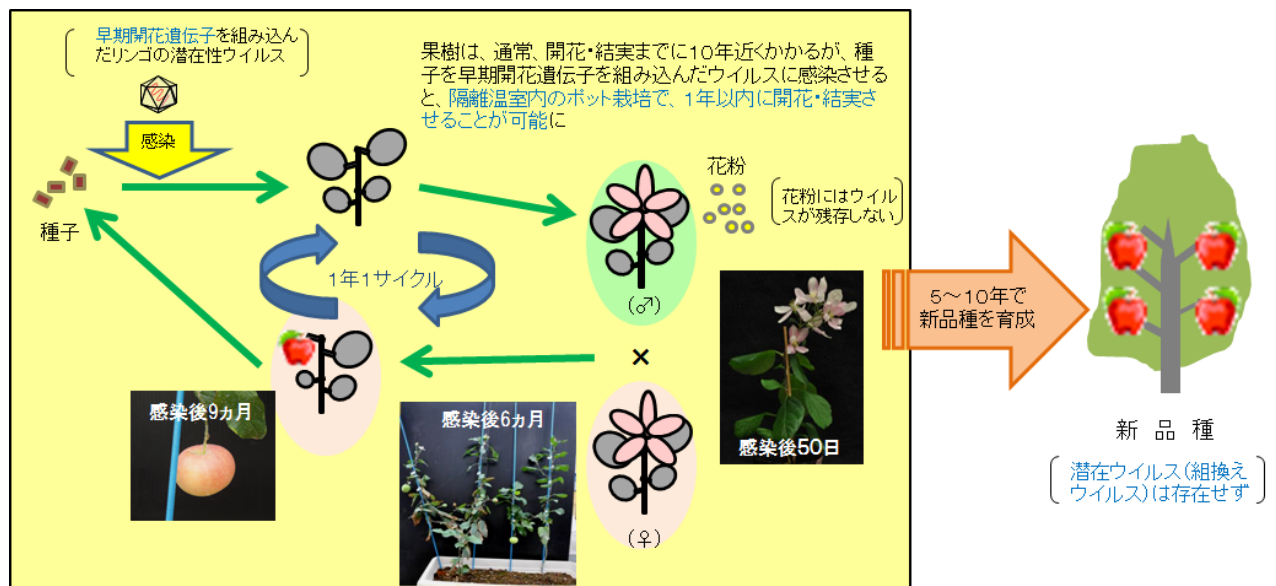 早期開花遺伝子を組み込ん
だリンゴの潜在性ウイルス
果樹は、通常、開花・結実までに10年近くかかるが、種
子を早期開花遺伝子を組み込んだウイルスに感染させる
と、隔離温室内のポット栽培で、1年以内に開花・結実さ
せることが可能に
感染
種子
花粉
花粉にはウイル
スが残存しない
1年1サイクル
(♂)
×
(♀)
感染後9ヵ月
感染後6ヵ月
感染後50日
5～10年で
新品種を育成
新品種
潜在ウイルス(組換え
ウイルス)は存在せず